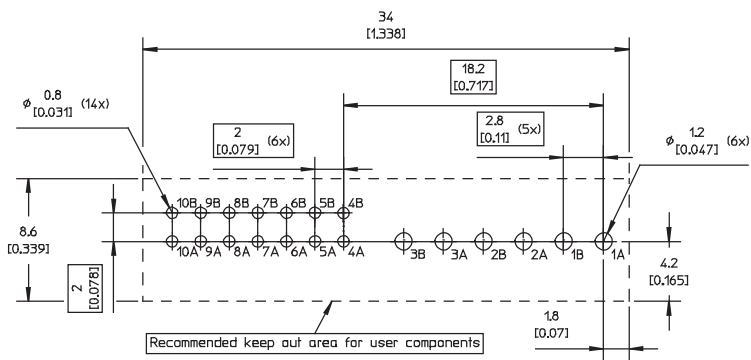 34
[1.338]
18.2
[0.717]
ø 0.8 (14x)
[0.031]
2 (6x)
[0.079]
2.8 (5x)
[0.11]
ø 1.2 (6x)
[0.047]
10B 9B 8B 7B 6B 5B 4B
8.6
[0.339]
10A 9A 8A 7A 6A 5A 4A 3B 3A 2B 2A 1B 1A
2
[0.078]
4.2
[0.165]
1.8
[0.07]
Recommended keep out area for user components